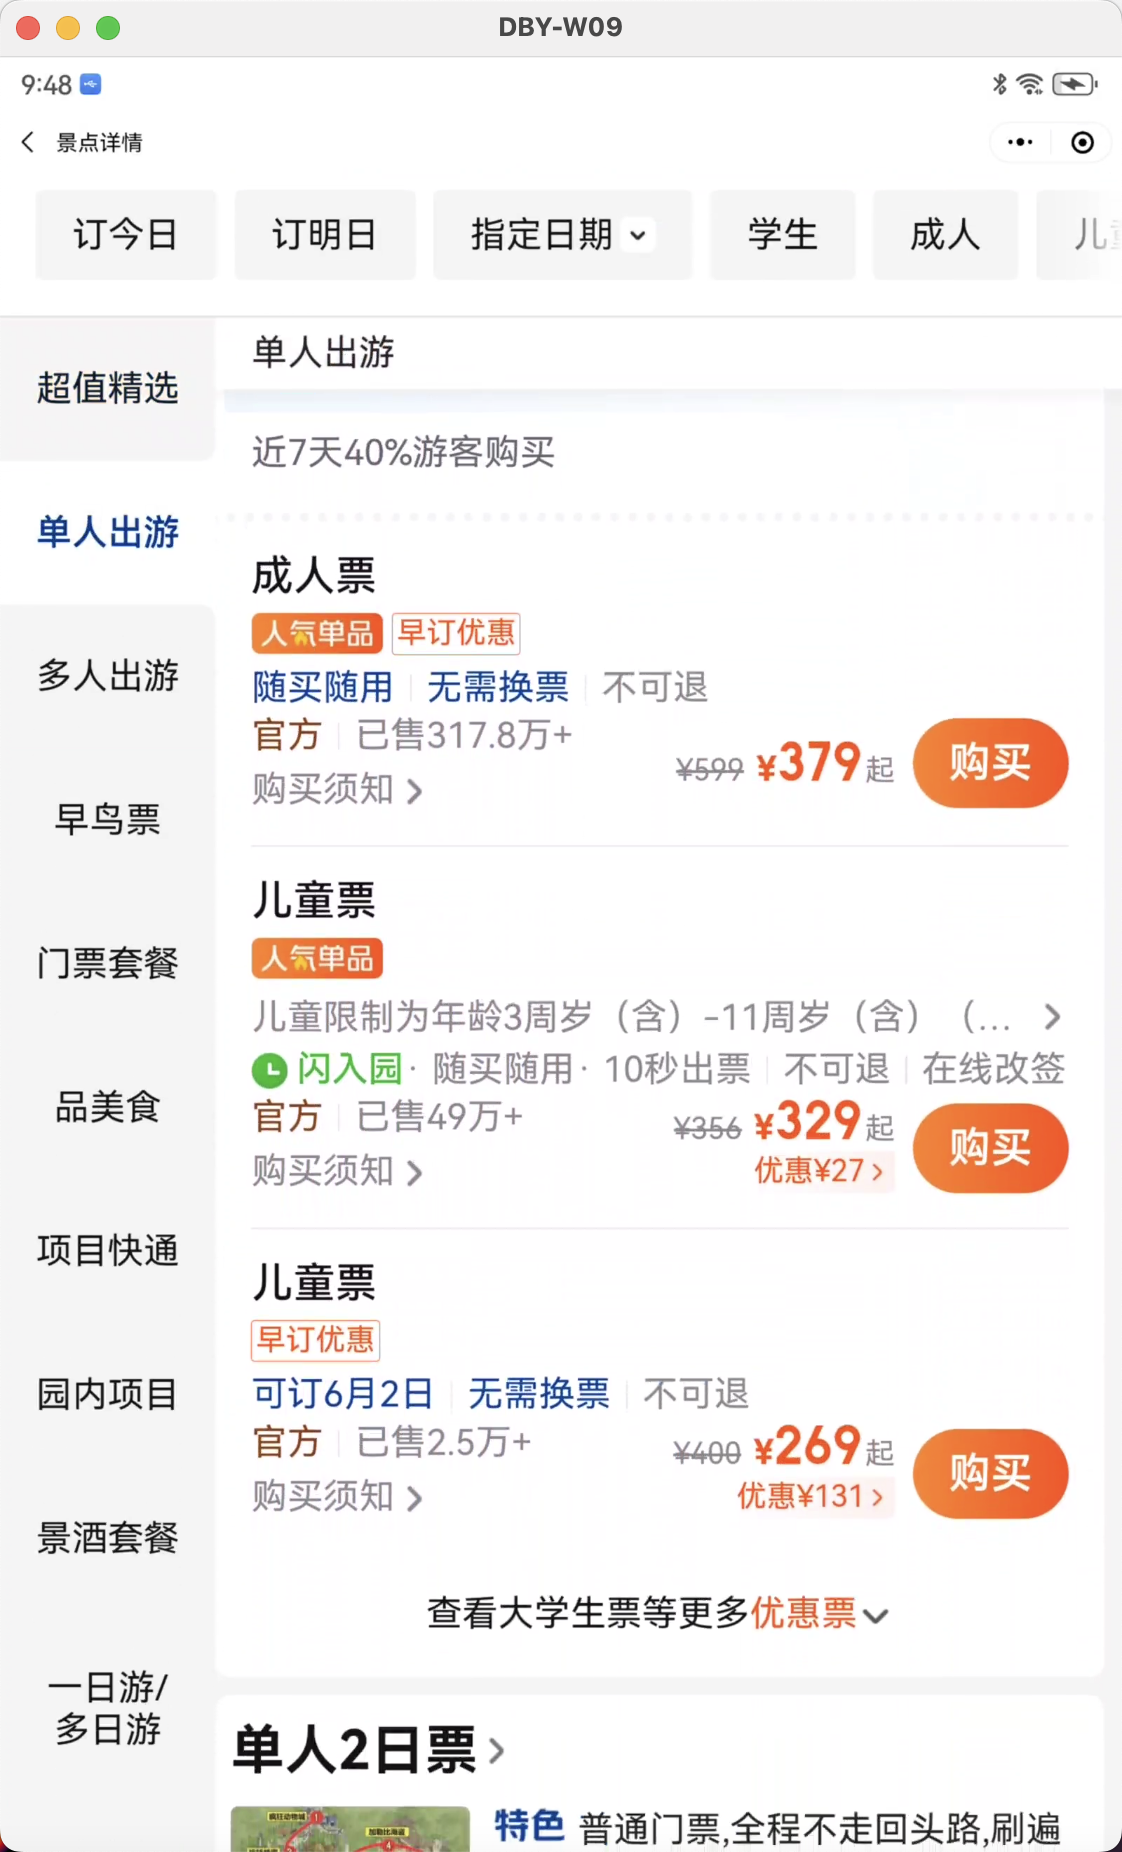 DBY-W09
9:48
景点详情
订今日
订明日
指定日期
学生
成人
儿
超值精选
单人出游
多人出游
早鸟票
门票套餐
品美食
项目快通
园内项目
景酒套餐
一日游/
多日游
单人出游
近7天40%游客购买
成人票
人气单品 早订优惠
随买随用 无需换票 不可退
官方 已售317.8万+
¥599 ¥379起 购买
购买须知
儿童票
人气单品
儿童限制为年龄3周岁（含）-11周岁（含）（...
闪入园· 随买随用· 10秒出票 不可退 在线改签
官方 已售49万+
¥356 ¥329起 购买
购买须知
优惠¥27
儿童票
早订优惠
可订6月2日 无需换票 不可退
官方 已售2.5万+
¥400 ¥269起 购买
购买须知
优惠¥131
查看大学生票等更多优惠票
单人2日票
疯狂动物城 1
加勒比海盗
4
特色 普通门票,全程不走回头路,刷遍